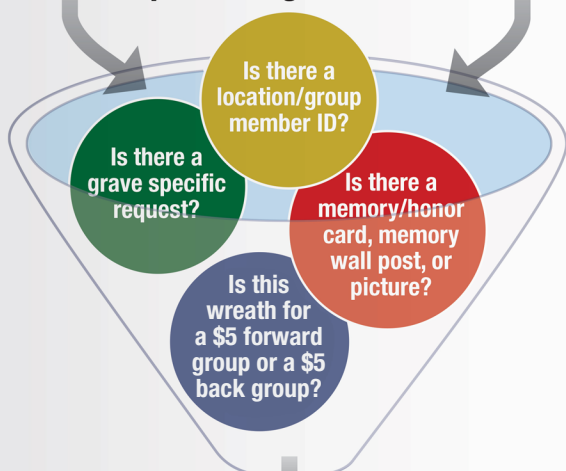 Is there a
location/group
member ID?
Is there a
grave specific
request?
Is there a
memory/honor
card, memory
wall post, or
picture?
Is this
wreath for
a $5 forward
group or a $5
back group?